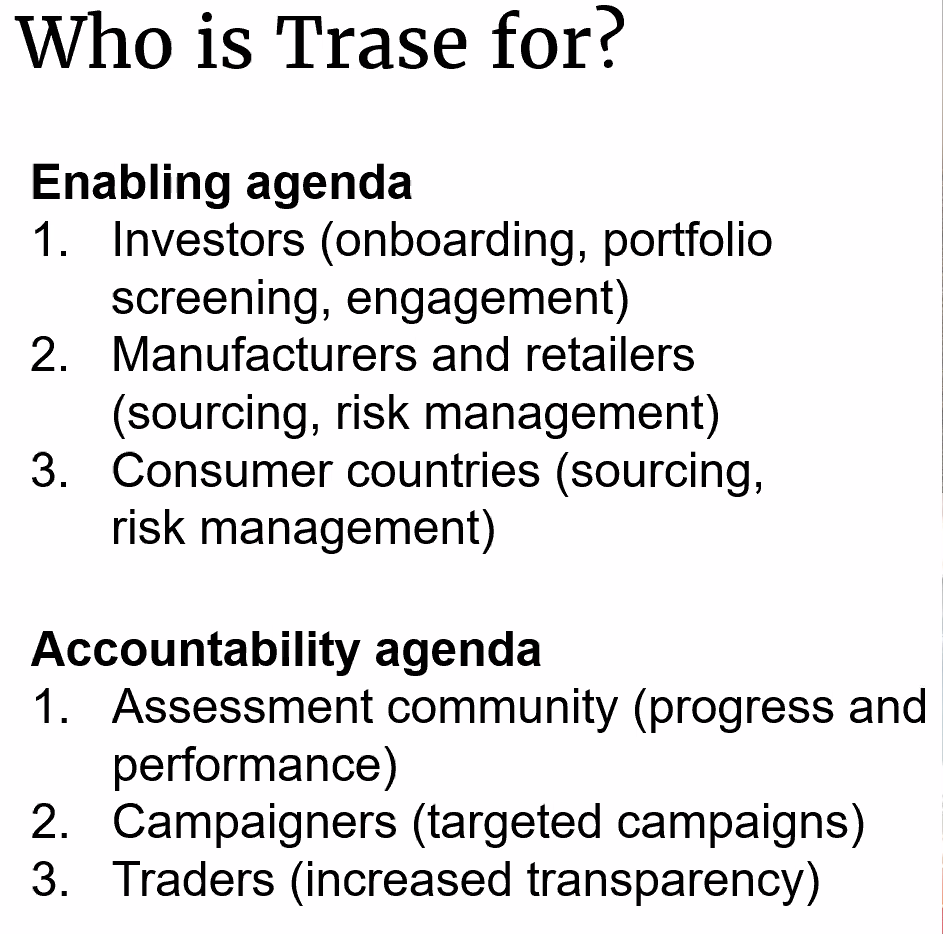 Who is Trase for?
Enabling agenda
1. Investors (onboarding, portfolio
screening, engagement)
2. Manufacturers and retailers
(sourcing, risk management)
3. Consumer countries (sourcing,
risk management)
Accountability agenda
1. Assessment community (progress and
performance)
2. Campaigners (targeted campaigns)
3. Traders (increased transparency)